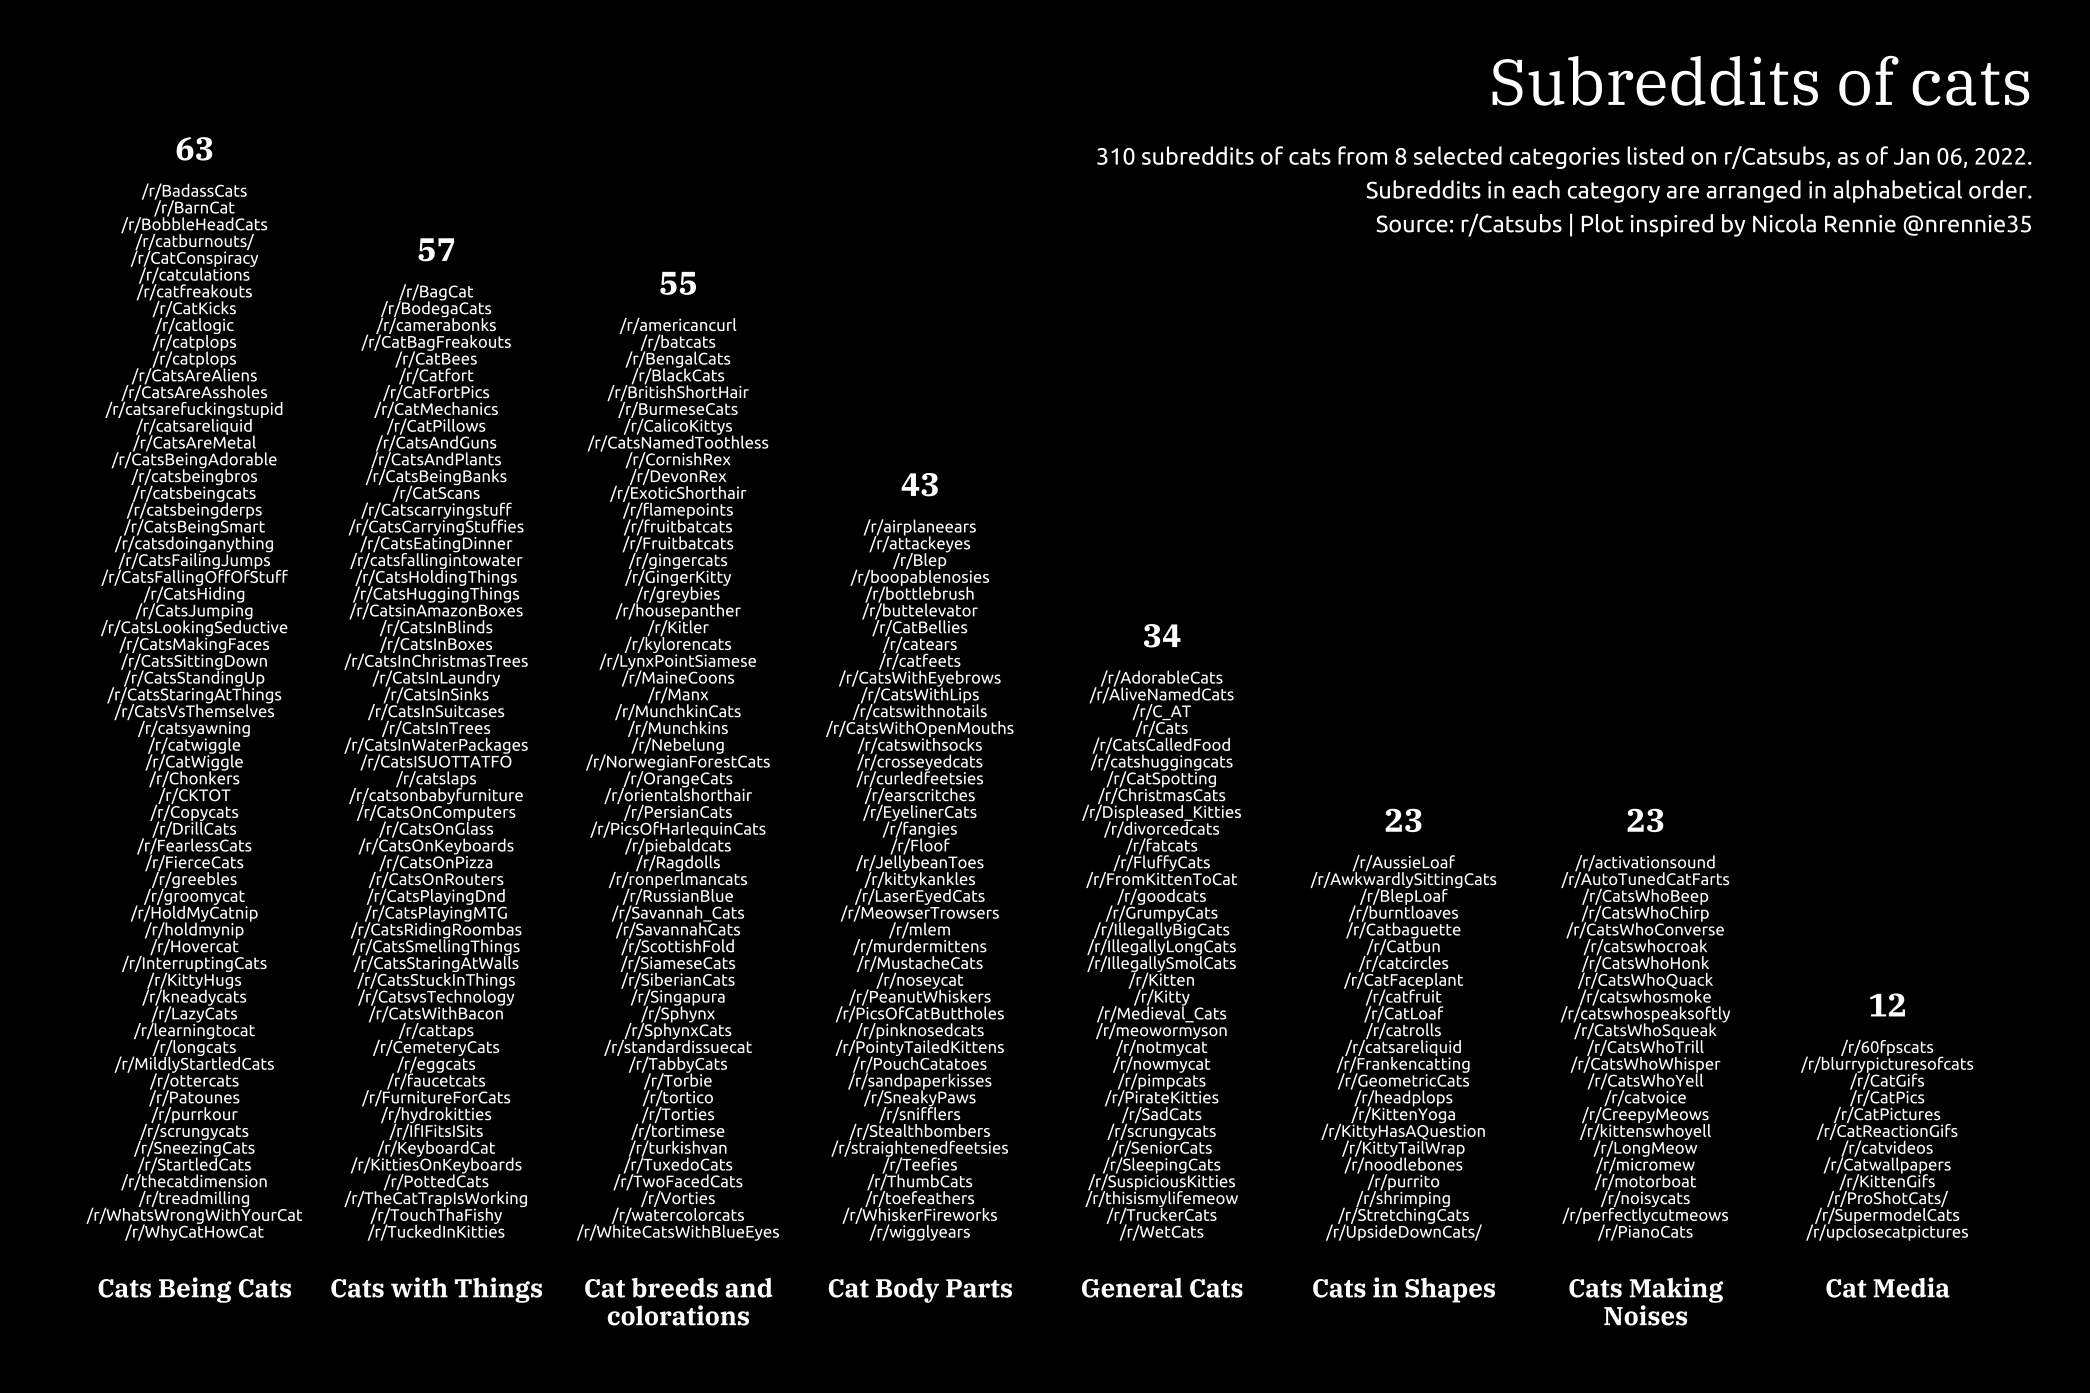 Subreddits of cats
310 subreddits of cats from 8 selected categories listed on r/Catsubs, as of Jan 06, 2022.
Subreddits in each category are arranged in alphabetical order.
Source: r/Catsubs | Plot inspired by Nicola Rennie @nrennie35
63
/r/BadassCats
/r/BarnCat
/r/BobbleHeadCats
/r/catburnouts/
/r/CatConspiracy
/r/catculations
/r/catfreakouts
/r/CatKicks
/r/catlogic
/r/catplops
/r/catplops
/r/CatsAreAliens
/r/CatsAreAssholes
/r/catsarefuckingstupid
/r/catsareliquid
/r/CatsAreMetal
/r/CatsBeingAdorable
/r/catsbeingbros
/r/catsbeingcats
/r/catsbeingderps
/r/CatsBeingSmart
/r/catsdoinganything
/r/CatsFailingJumps
/r/CatsFallingOffOfStuff
/r/CatsHiding
/r/CatsJumping
/r/CatsLookingSeductive
/r/CatsMakingFaces
/r/CatsSittingDown
/r/CatsStandingUp
/r/CatsStaringAtThings
/r/CatsVsThemselves
/r/catsyawning
/r/catwiggle
/r/CatWiggle
/r/Chonkers
/r/CKTOT
/r/Copycats
/r/DrillCats
/r/FearlessCats
/r/FierceCats
/r/greebles
/r/groomycat
/r/HoldMyCatnip
/r/holdmynip
/r/Hovercat
/r/InterruptingCats
/r/KittyHugs
/r/kneadycats
/r/LazyCats
/r/learningtocat
/r/longcats
/r/MildlyStartledCats
/r/ottercats
/r/Patounes
/r/purrkour
/r/scrungycats
/r/SneezingCats
/r/StartledCats
/r/thecatdimension
/r/treadmilling
/r/WhatsWrongWithYourCat
/r/WhyCatHowCat
Cats Being Cats
57
/r/BagCat
/r/BodegaCats
/r/camerabonks
/r/CatBagFreakouts
/r/CatBees
/r/Catfort
/r/CatFortPics
/r/CatMechanics
/r/CatPillows
/r/CatsAndGuns
/r/CatsAndPlants
/r/CatsBeingBanks
/r/CatScans
/r/Catscarryingstuff
/r/CatsCarryingStuffies
/r/CatsEatingDinner
/r/catsfallingintowater
/r/CatsHoldingThings
/r/CatsHuggingThings
/r/CatsinAmazonBoxes
/r/CatsInBlinds
/r/CatsInBoxes
/r/CatsInChristmasTrees
/r/CatsInLaundry
/r/CatsInSinks
/r/CatsInSuitcases
/r/CatsInTrees
/r/CatsInWaterPackages
/r/CatsISUOTTATFO
/r/catslaps
/r/catsonbabyfurniture
/r/CatsOnComputers
/r/CatsOnGlass
/r/CatsOnKeyboards
/r/CatsOnPizza
/r/CatsOnRouters
/r/CatsPlayingDnd
/r/CatsPlayingMTG
/r/CatsRidingRoombas
/r/CatsSmellingThings
/r/CatsStaringAtWalls
/r/CatsStuckInThings
/r/CatsvsTechnology
/r/CatsWithBacon
/r/cattaps
/r/CemeteryCats
/r/eggcats
/r/faucetcats
/r/FurnitureForCats
/r/hydrokitties
/r/IfIFitsISits
/r/KeyboardCat
/r/KittiesOnKeyboards
/r/PottedCats
/r/TheCatTrapIsWorking
/r/TouchThaFishy
/r/TuckedInKitties
Cats with Things
55
/r/americancurl
/r/batcats
/r/BengalCats
/r/BlackCats
/r/BritishShortHair
/r/BurmeseCats
/r/CalicoKittys
/r/CatsNamedToothless
/r/CornishRex
/r/DevonRex
/r/ExoticShorthair
/r/flamepoints
/r/fruitbatcats
/r/Fruitbatcats
/r/gingercats
/r/GingerKitty
/r/greybies
/r/housepanther
/r/Kitler
/r/kylorencats
/r/LynxPointSiamese
/r/MaineCoons
/r/Manx
/r/MunchkinCats
/r/Munchkins
/r/Nebelung
/r/NorwegianForestCats
/r/OrangeCats
/r/orientalshorthair
/r/PersianCats
/r/PicsOfHarlequinCats
/r/piebaldcats
/r/Ragdolls
/r/ronperlmancats
/r/RussianBlue
/r/Savannah_Cats
/r/SavannahCats
/r/ScottishFold
/r/SiameseCats
/r/SiberianCats
/r/Singapura
/r/Sphynx
/r/SphynxCats
/r/standardissuecat
/r/TabbyCats
/r/Torbie
/r/tortico
/r/Torties
/r/tortimese
/r/turkishvan
/r/TuxedoCats
/r/TwoFacedCats
/r/Vorties
/r/watercolorcats
/r/WhiteCatsWithBlueEyes
Cat breeds and
colorations
43
/r/airplaneears
/r/attackeyes
/r/Blep
/r/boopablenosies
/r/bottlebrush
/r/buttelevator
/r/CatBellies
/r/catears
/r/catfeets
/r/CatsWithEyebrows
/r/CatsWithLips
/r/catswithnotails
/r/CatsWithOpenMouths
/r/catswithsocks
/r/crosseyedcats
/r/curledfeetsies
/r/earscritches
/r/EyelinerCats
/r/fangies
/r/Floof
/r/JellybeanToes
/r/kittykankles
/r/LaserEyedCats
/r/MeowserTrowsers
/r/mlem
/r/murdermittens
/r/MustacheCats
/r/noseycat
/r/PeanutWhiskers
/r/PicsOfCatButtholes
/r/pinknosedcats
/r/PointyTailedKittens
/r/PouchCatatoes
/r/sandpaperkisses
/r/SneakyPaws
/r/snifflers
/r/Stealthbombers
/r/straightenedfeetsies
/r/Teefies
/r/ThumbCats
/r/toefeathers
/r/WhiskerFireworks
/r/wigglyears
Cat Body Parts
34
/r/AdorableCats
/r/AliveNamedCats
/r/C_AT
/r/Cats
/r/CatsCalledFood
/r/catshuggingcats
/r/CatSpotting
/r/ChristmasCats
/r/Displeased_Kitties
/r/divorcedcats
/r/fatcats
/r/FluffyCats
/r/FromKittenToCat
/r/goodcats
/r/GrumpyCats
/r/IllegallyBigCats
/r/IllegallyLongCats
/r/IllegallySmolCats
/r/Kitten
/r/Kitty
/r/Medieval_Cats
/r/meowormyson
/r/notmycat
/r/nowmycat
/r/pimpcats
/r/PirateKitties
/r/SadCats
/r/scrungycats
/r/SeniorCats
/r/SleepingCats
/r/SuspiciousKitties
/r/thisismylifemeow
/r/TruckerCats
/r/WetCats
General Cats
23
/r/AussieLoaf
/r/AwkwardlySittingCats
/r/BlepLoaf
/r/burntloaves
/r/Catbaguette
/r/Catbun
/r/catcircles
/r/CatFaceplant
/r/catfruit
/r/CatLoaf
/r/catrolls
/r/catsareliquid
/r/Frankencatting
/r/GeometricCats
/r/headplops
/r/KittenYoga
/r/KittyHasAQuestion
/r/KittyTailWrap
/r/noodlebones
/r/purrito
/r/shrimping
/r/StretchingCats
/r/UpsideDownCats/
Cats in Shapes
23
/r/activationsound
/r/AutoTunedCatFarts
/r/CatsWhoBeep
/r/CatsWhoChirp
/r/CatsWhoConverse
/r/catswhocroak
/r/CatsWhoHonk
/r/CatsWhoQuack
/r/catswhosmoke
/r/catswhospeaksoftly
/r/CatsWhoSqueak
/r/CatsWhoTrill
/r/CatsWhoWhisper
/r/CatsWhoYell
/r/catvoice
/r/CreepyMeows
/r/kittenswhoyell
/r/LongMeow
/r/micromew
/r/motorboat
/r/noisycats
/r/perfectlycutmeows
/r/PianoCats
Cats Making
Noises
12
/r/60fpscats
/r/blurrypicturesofcats
/r/CatGifs
/r/CatPics
/r/CatPictures
/r/CatReactionGifs
/r/catvideos
/r/Catwallpapers
/r/KittenGifs
/r/ProShotCats/
/r/SupermodelCats
/r/upclosecatpictures
Cat Media